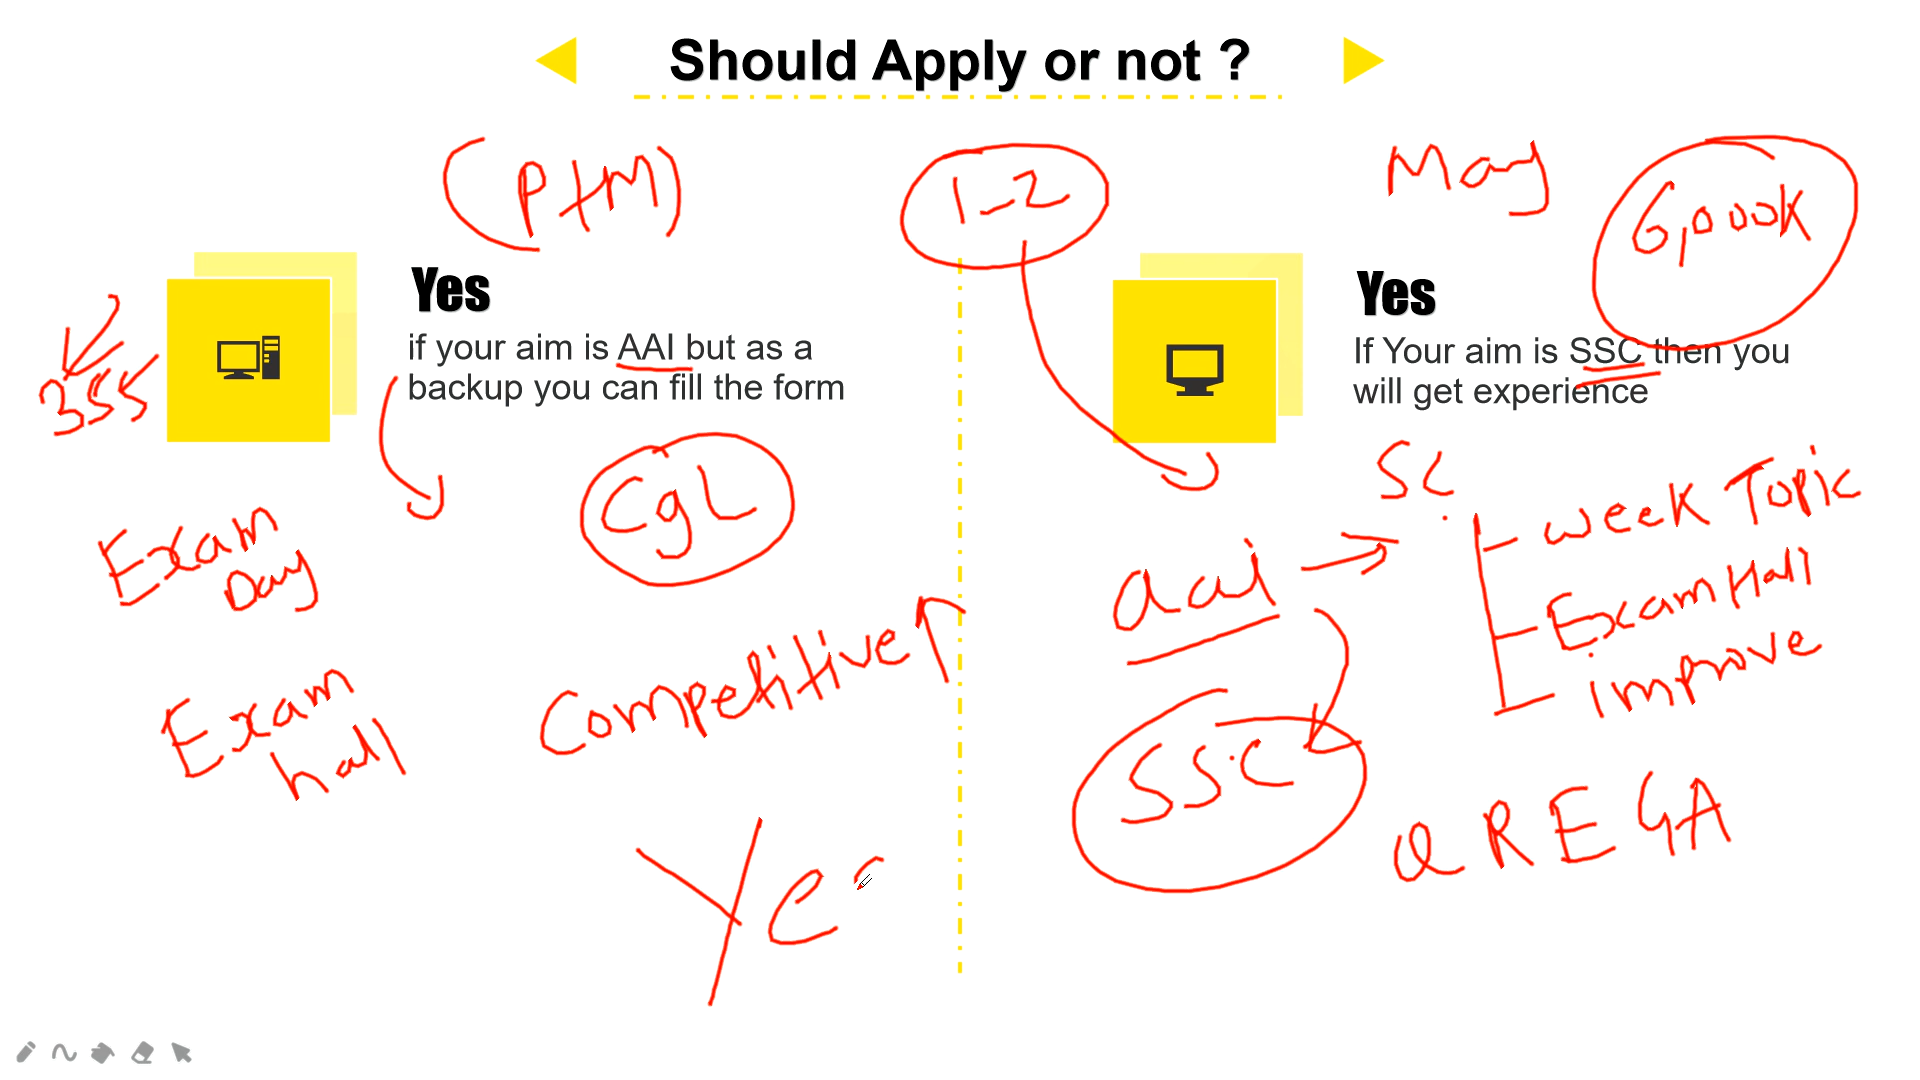 Should Apply or not ?
(P+M)
1-2
May
6,000K
Yes
if your aim is AAI but as a
backup you can fill the form
355
Yes
If Your aim is SSC then you
will get experience
Exam
Day
CgL
Competitive
Exam
hall
Yes
aai
SC
week Topic
Exam Hall
improve
SSC
QREGA